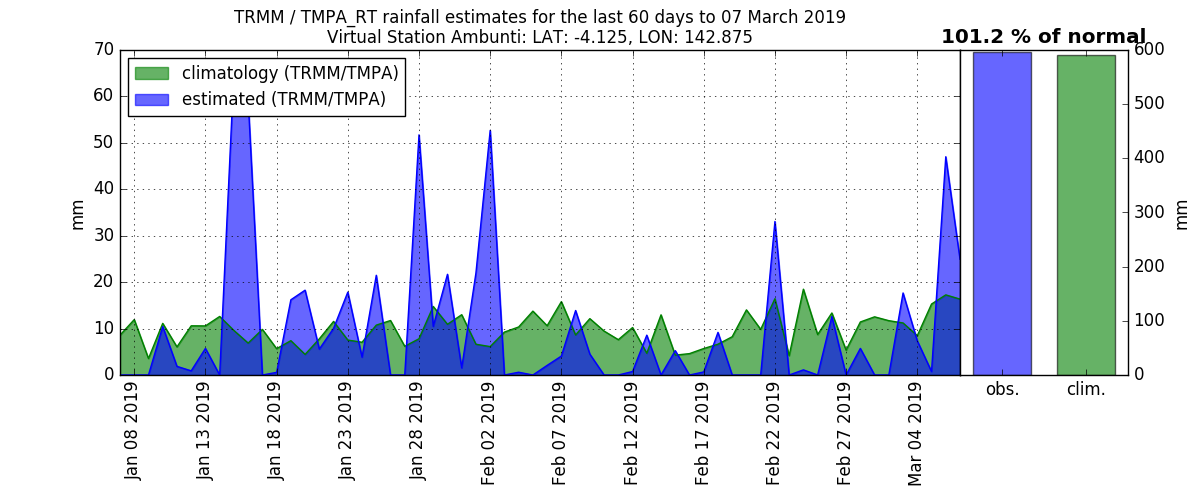 TRMM / TMPA_RT rainfall estimates for the last 60 days to 07 March 2019
Virtual Station Ambunti: LAT: -4.125, LON: 142.875
101.2 % of normal
climatology (TRMM/TMPA)
estimated (TRMM/TMPA)
70
60
50
40
30
20
10
0
mm
600
500
400
300
200
100
0
mm
obs.
clim.
Jan 08 2019
Jan 13 2019
Jan 18 2019
Jan 23 2019
Jan 28 2019
Feb 02 2019
Feb 07 2019
Feb 12 2019
Feb 17 2019
Feb 22 2019
Feb 27 2019
Mar 04 2019